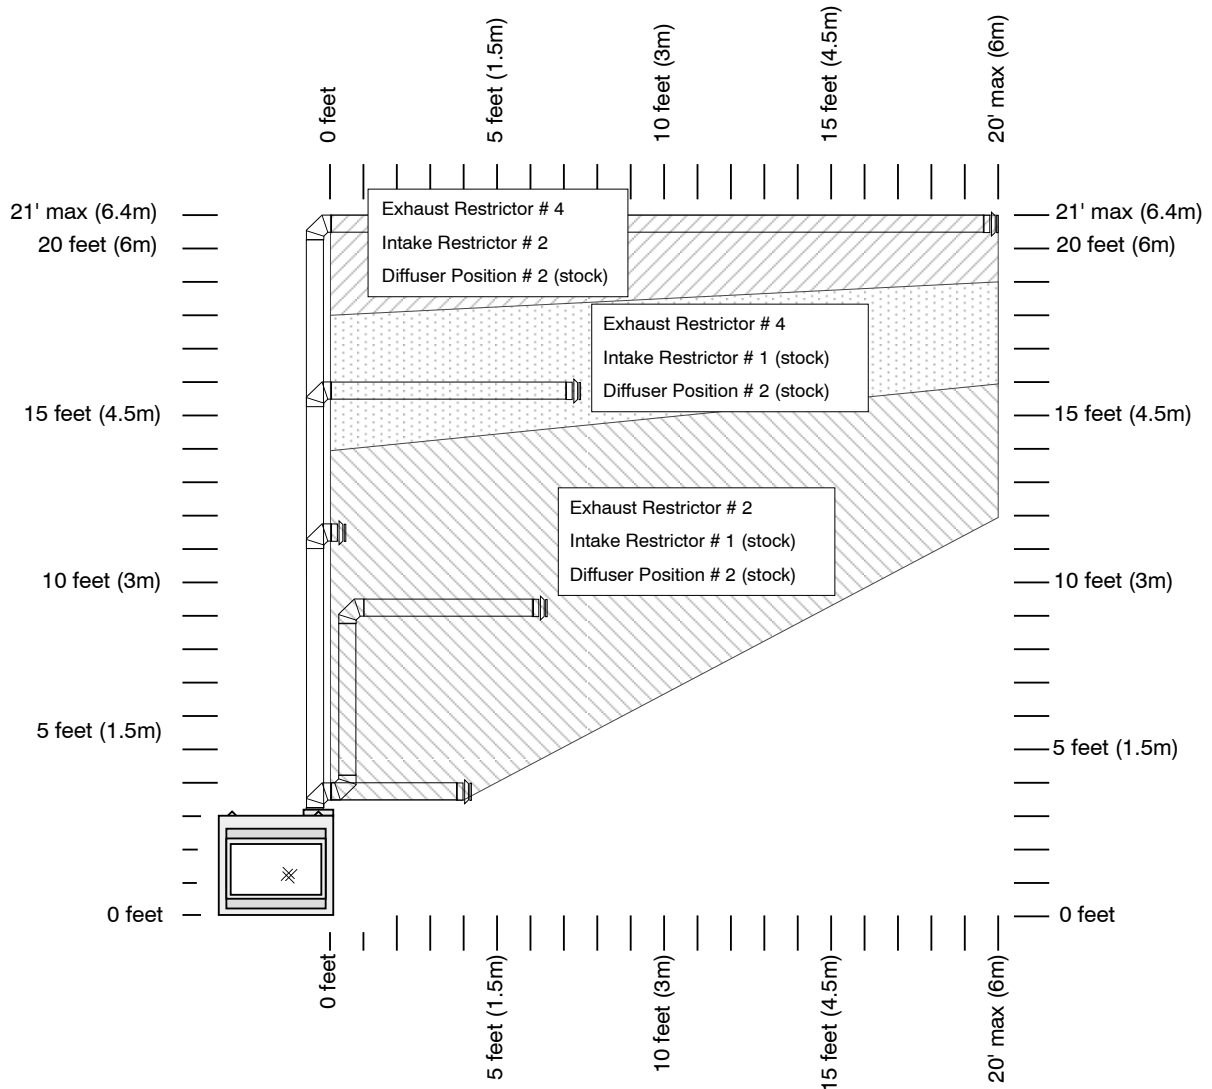 0 feet
5 feet (1.5m)
10 feet (3m)
15 feet (4.5m)
20' max (6m)
21' max (6.4m)
20 feet (6m)
15 feet (4.5m)
10 feet (3m)
5 feet (1.5m)
0 feet
Exhaust Restrictor # 4
Intake Restrictor # 2
Diffuser Position # 2 (stock)
Exhaust Restrictor # 4
Intake Restrictor # 1 (stock)
Diffuser Position # 2 (stock)
Exhaust Restrictor # 2
Intake Restrictor # 1 (stock)
Diffuser Position # 2 (stock)
21' max (6.4m)
20 feet (6m)
15 feet (4.5m)
10 feet (3m)
5 feet (1.5m)
0 feet
0 feet
5 feet (1.5m)
10 feet (3m)
15 feet (4.5m)
20' max (6m)